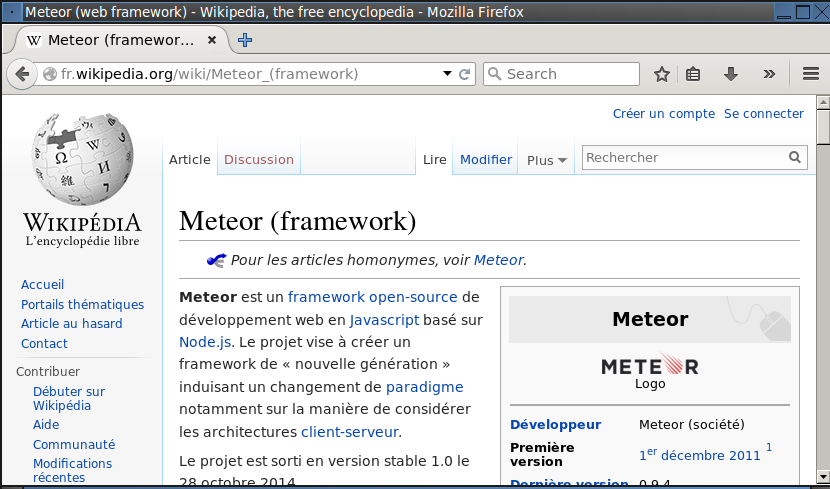 Meteor (web framework) - Wikipedia, the free encyclopedia - Mozilla Firefox
Meteor (framewor...
fr.wikipedia.org/wiki/Meteor_(framework)
Search
Créer un compte Se connecter
Article Discussion Lire Modifier Plus
Rechercher
WIKIPÉDIA
L'encyclopédie libre
Accueil
Portails thématiques
Article au hasard
Contact
Contribuer
Débuter sur
Wikipédia
Aide
Communauté
Modifications
récentes
Meteor (framework)
Pour les articles homonymes, voir Meteor.
Meteor est un framework open-source de
développement web en Javascript basé sur
Node.js. Le projet vise à créer un
framework de « nouvelle génération »
induisant un changement de paradigme
notamment sur la manière de considérer
les architectures client-serveur.
Le projet est sorti en version stable 1.0 le
28 octobre 2014
Meteor
METEOR
Logo
Développeur Meteor (société)
Première
version
1er décembre 2011 1
Dernière version 0.9.4